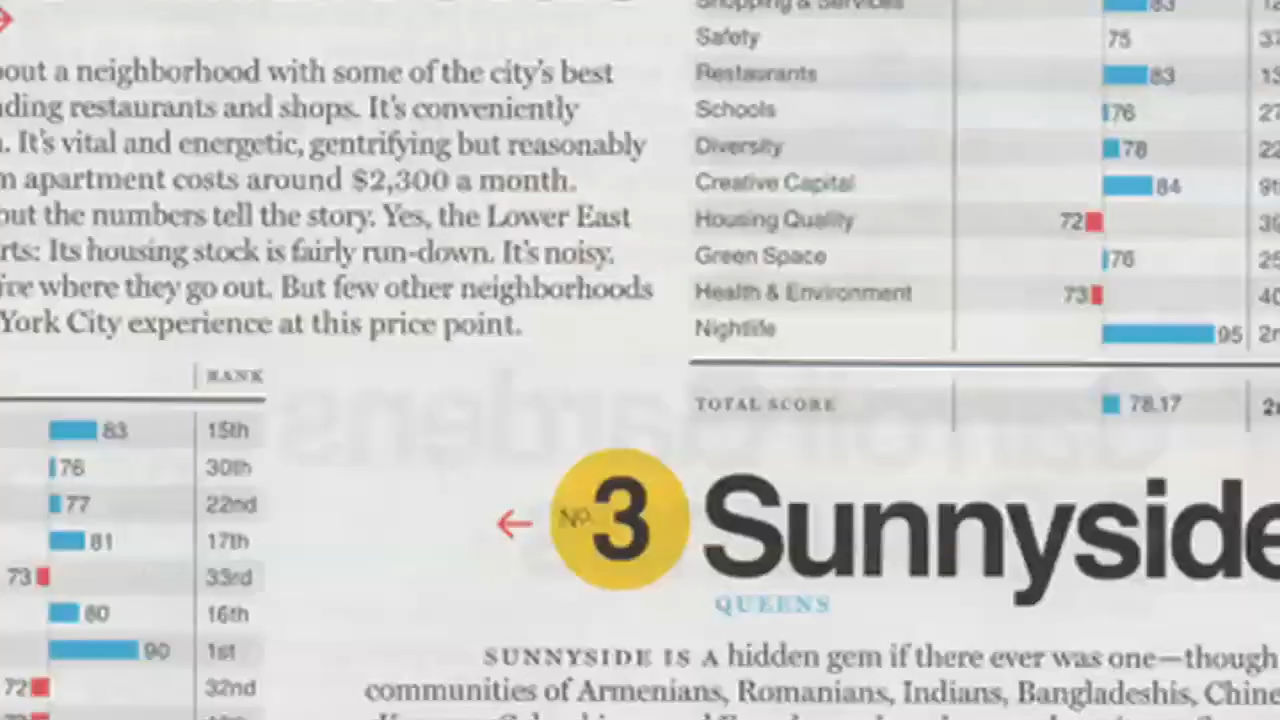 bout a neighborhood with some of the city's best
ding restaurants and shops. It's conveniently
. It's vital and energetic, gentrifying but reasonably
m apartment costs around $2,300 a month.
out the numbers tell the story. Yes, the Lower East
rts: Its housing stock is fairly run-down. It's noisy.
ive where they go out. But few other neighborhoods
York City experience at this price point.
RANK
83 15th
76 30th
77 22nd
81 17th
73 33rd
80 16th
90 1st
72 32nd
Shopping & Services 83
Safety 75
Restaurants 83
Schools 76
Diversity 78
Creative Capital 84
Housing Quality 72
Green Space 76
Health & Environment 73
Nightlife 95 2n
TOTAL SCORE 78.17
No. 3 Sunnyside
QUEENS
SUNNYSIDE IS A hidden gem if there ever was one—though
communities of Armenians, Romanians, Indians, Bangladeshis, Chine